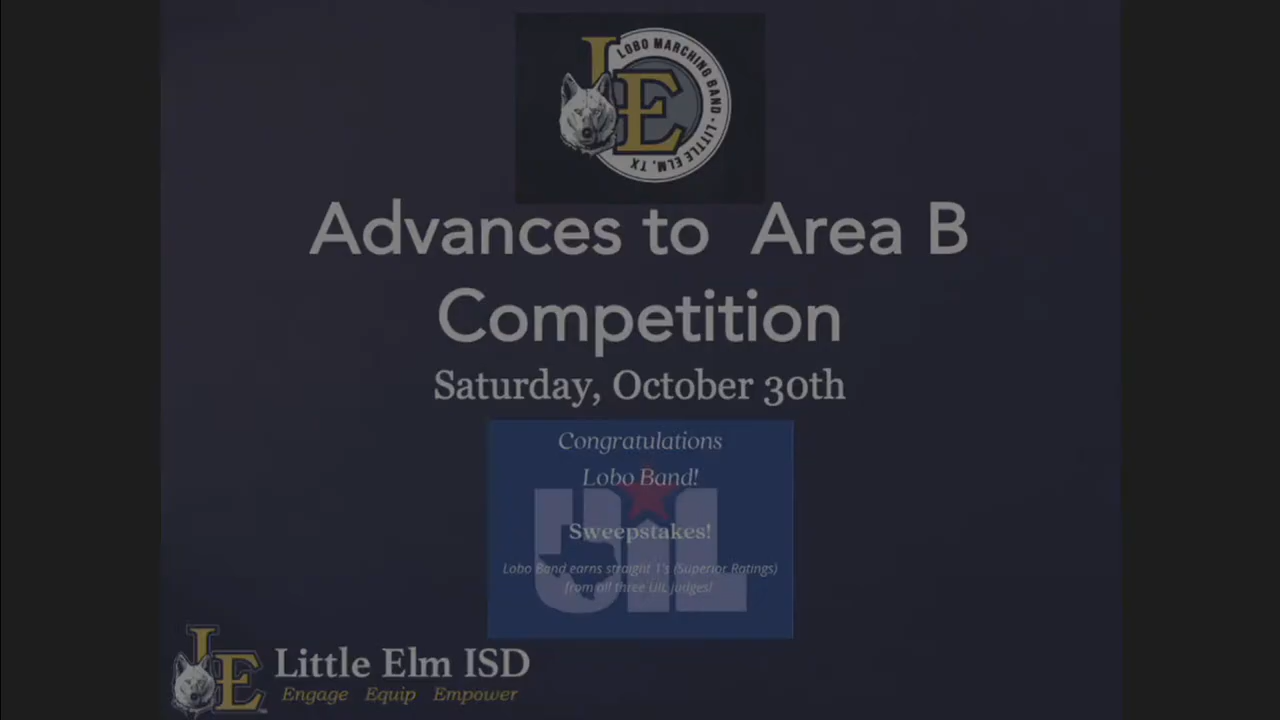 LOBO MARCHING BAND • LITTLE ELM, TX
LE
Advances to Area B
Competition
Saturday, October 30th
Congratulations
Lobo Band!
Sweepstakes!
Lobo Band earns straight 1's (Superior Ratings)
from all three UIL judges!
UIL
LE
Little Elm ISD
Engage Equip Empower